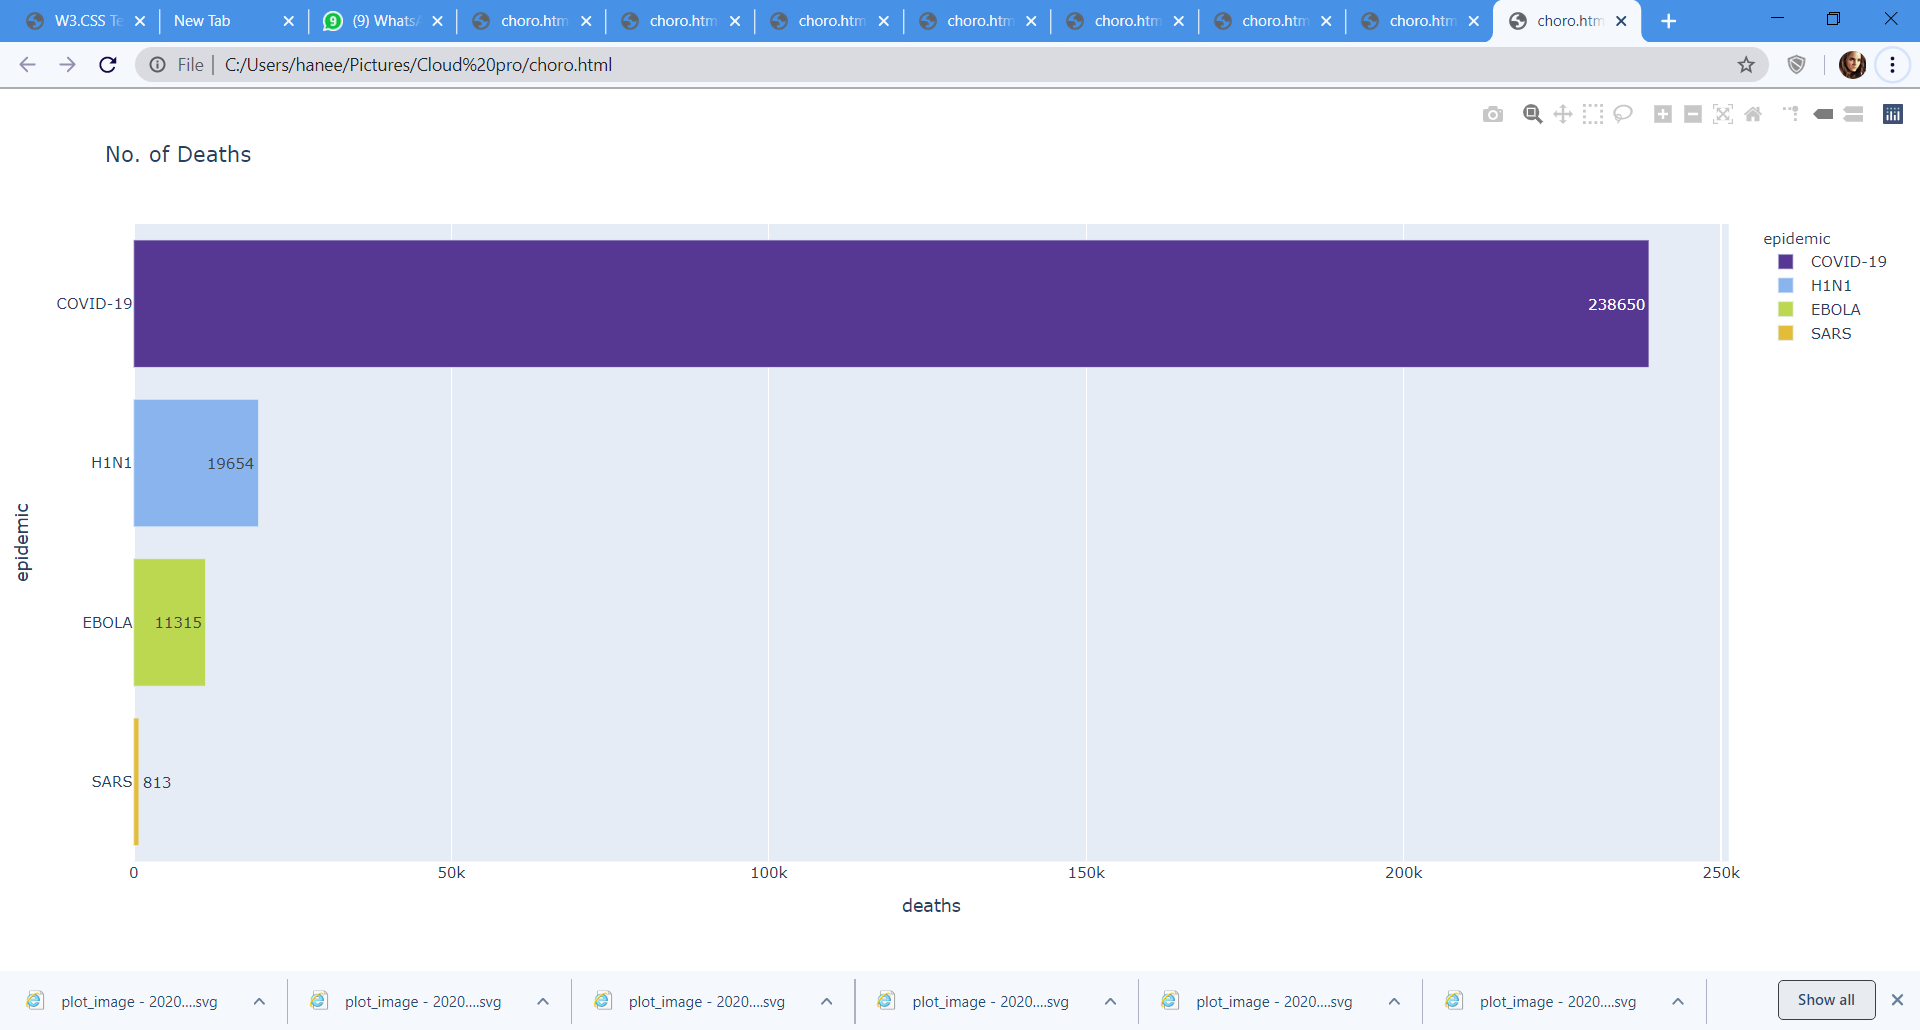 W3.CSS Te
New Tab
9
(9) Whats
choro.htm
choro.htm
choro.htm
choro.htm
choro.htm
choro.htm
choro.htm
choro.htm
File | C:/Users/hanee/Pictures/Cloud%20pro/choro.html
No. of Deaths
epidemic
COVID-19
H1N1
EBOLA
SARS
COVID-19
238650
H1N1
19654
EBOLA
11315
SARS
813
epidemic
0 50k 100k 150k 200k 250k
deaths
plot_image - 2020....svg
plot_image - 2020....svg
plot_image - 2020....svg
plot_image - 2020....svg
plot_image - 2020....svg
plot_image - 2020....svg
Show all